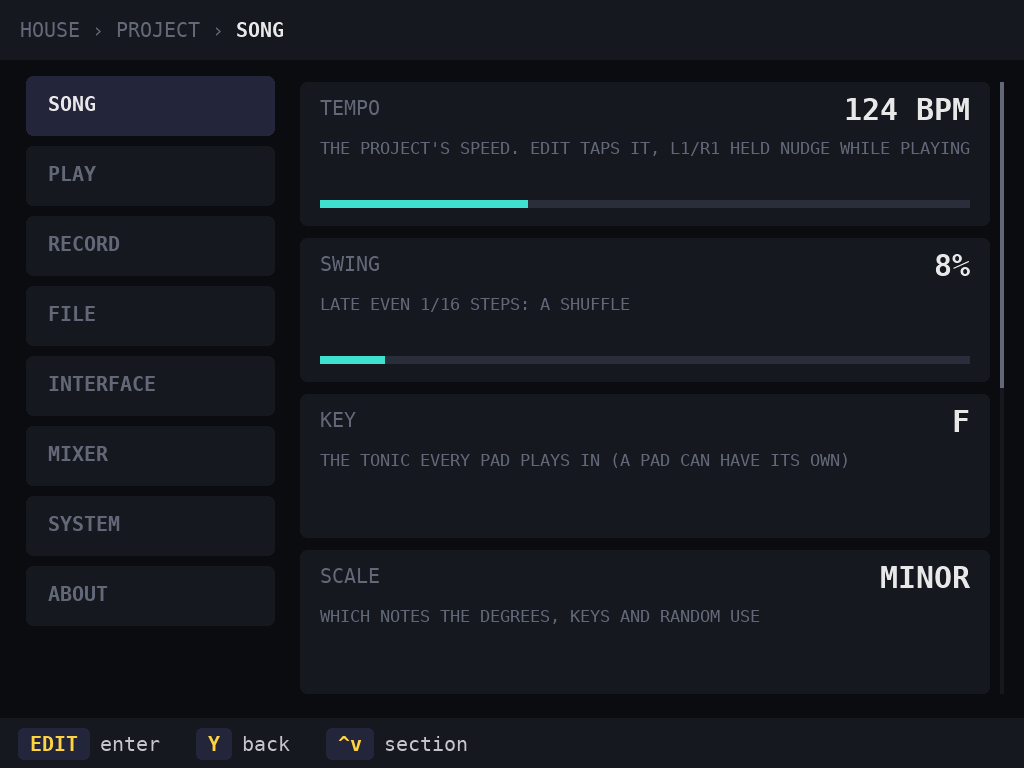 HOUSE › PROJECT › SONG
SONG
PLAY
RECORD
FILE
INTERFACE
MIXER
SYSTEM
ABOUT
TEMPO 124 BPM
THE PROJECT'S SPEED. EDIT TAPS IT, L1/R1 HELD NUDGE WHILE PLAYING
SWING 8%
LATE EVEN 1/16 STEPS: A SHUFFLE
KEY F
THE TONIC EVERY PAD PLAYS IN (A PAD CAN HAVE ITS OWN)
SCALE MINOR
WHICH NOTES THE DEGREES, KEYS AND RANDOM USE
EDIT enter Y back ^v section